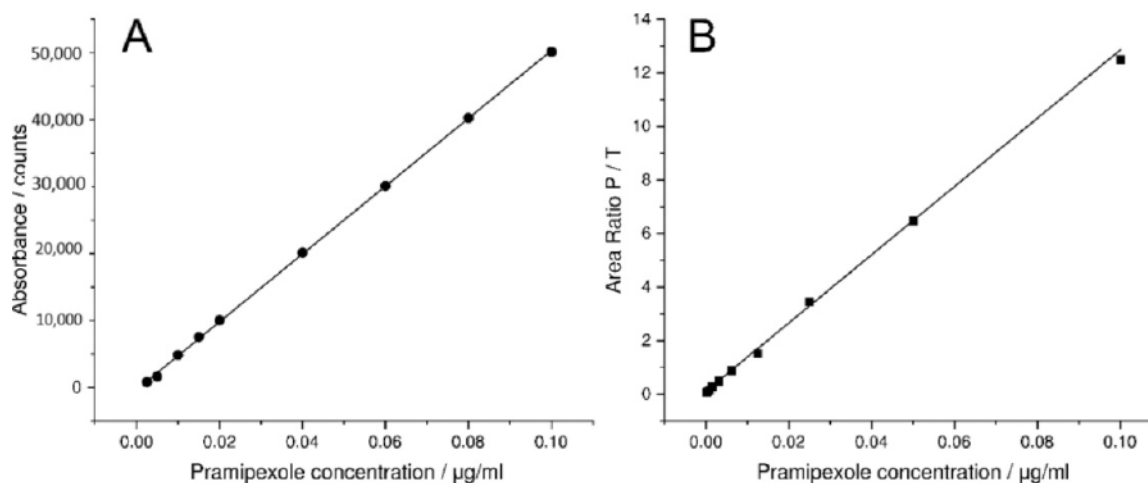 A
Absorbance / counts
50,000
40,000
30,000
20,000
10,000
0
0.00 0.02 0.04 0.06 0.08 0.10
Pramipexole concentration / µg/ml
B
Area Ratio P / T
14
12
10
8
6
4
2
0
0.00 0.02 0.04 0.06 0.08 0.10
Pramipexole concentration / µg/ml